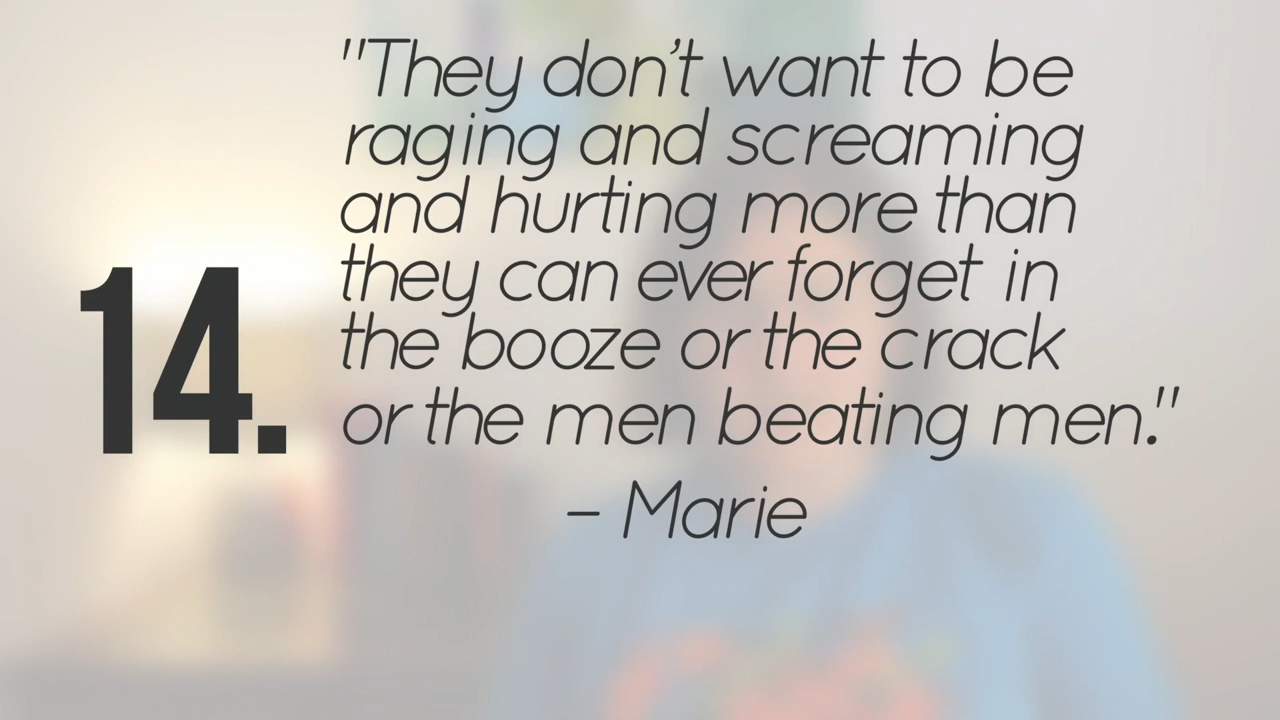 "They don't want to be
raging and screaming
and hurting more than
they can ever forget in
the booze or the crack
14.
or the men beating men."
– Marie